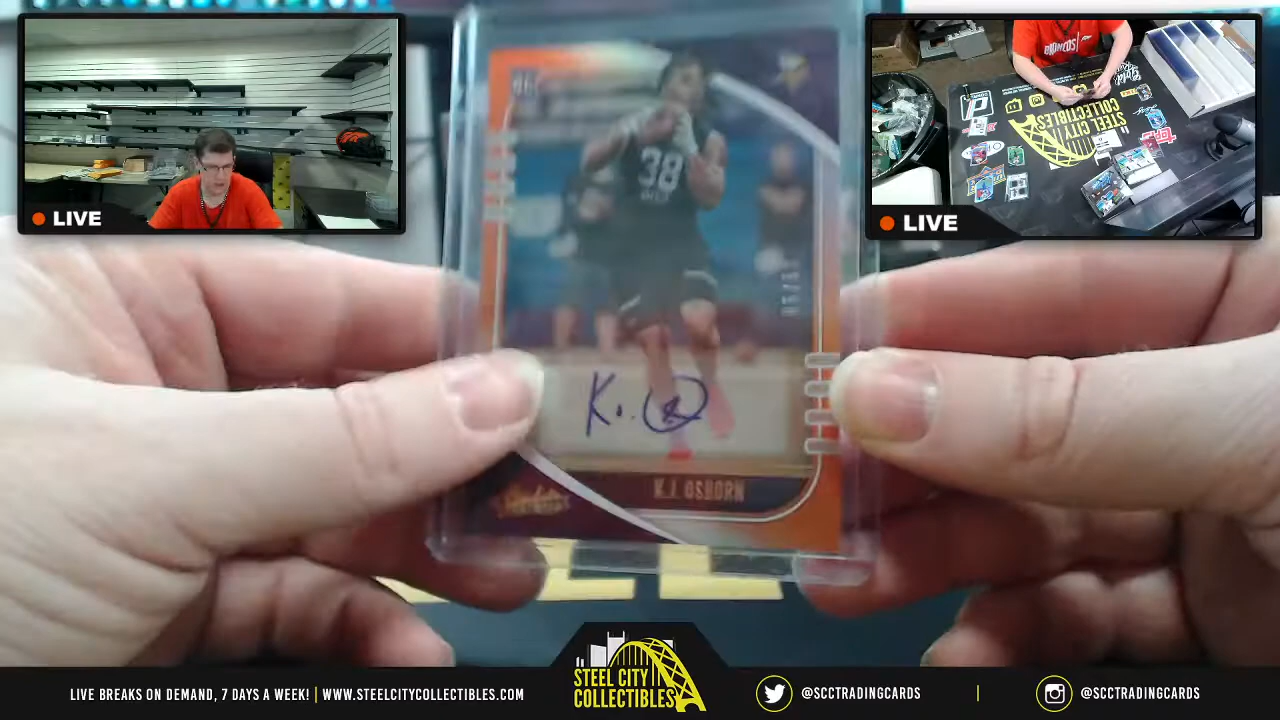 LIVE
BRONCOS
STEEL CITY
COLLECTIBLES
LIVE
38
K.J. OSBORN
LIVE BREAKS ON DEMAND, 7 DAYS A WEEK! | WWW.STEELCITYCOLLECTIBLES.COM
STEEL CITY
COLLECTIBLES
@SCCTRADINGCARDS
@SCCTRADINGCARDS